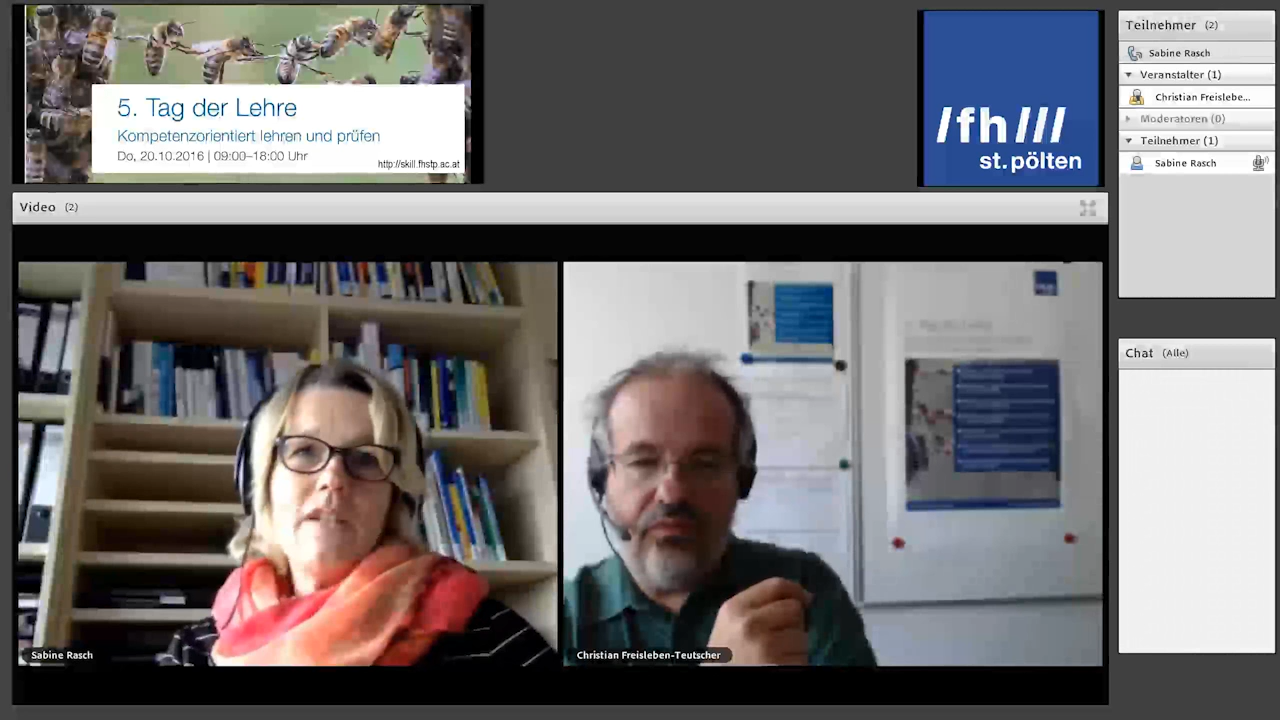 5. Tag der Lehre
Kompetenzorientiert lehren und prüfen
Do, 20.10.2016 | 09:00–18:00 Uhr
http://skill.fhstp.ac.at
/fh///
st.pölten
Teilnehmer (2)
Sabine Rasch
Veranstalter (1)
Christian Freislebe...
Moderatoren (0)
Teilnehmer (1)
Sabine Rasch
Video (2)
Sabine Rasch
Christian Freisleben-Teutscher
Chat (Alle)